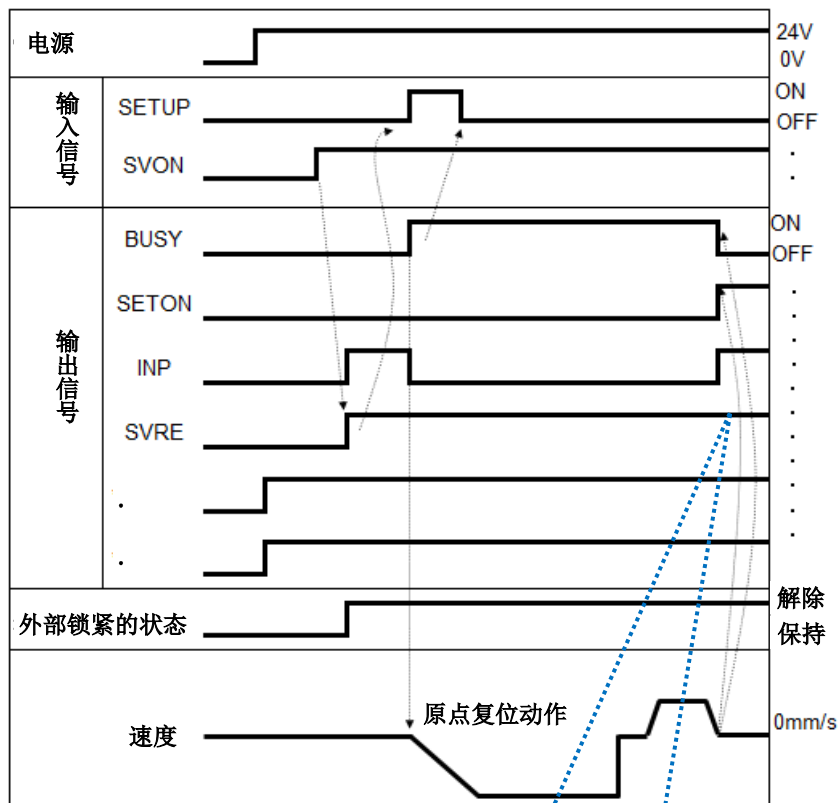 电源
24V
0V
输入信号
SETUP
ON
OFF
SVON
输出信号
BUSY
ON
OFF
SETON
INP
SVRE
外部锁紧的状态
解除
保持
速度
原点复位动作
0mm/s